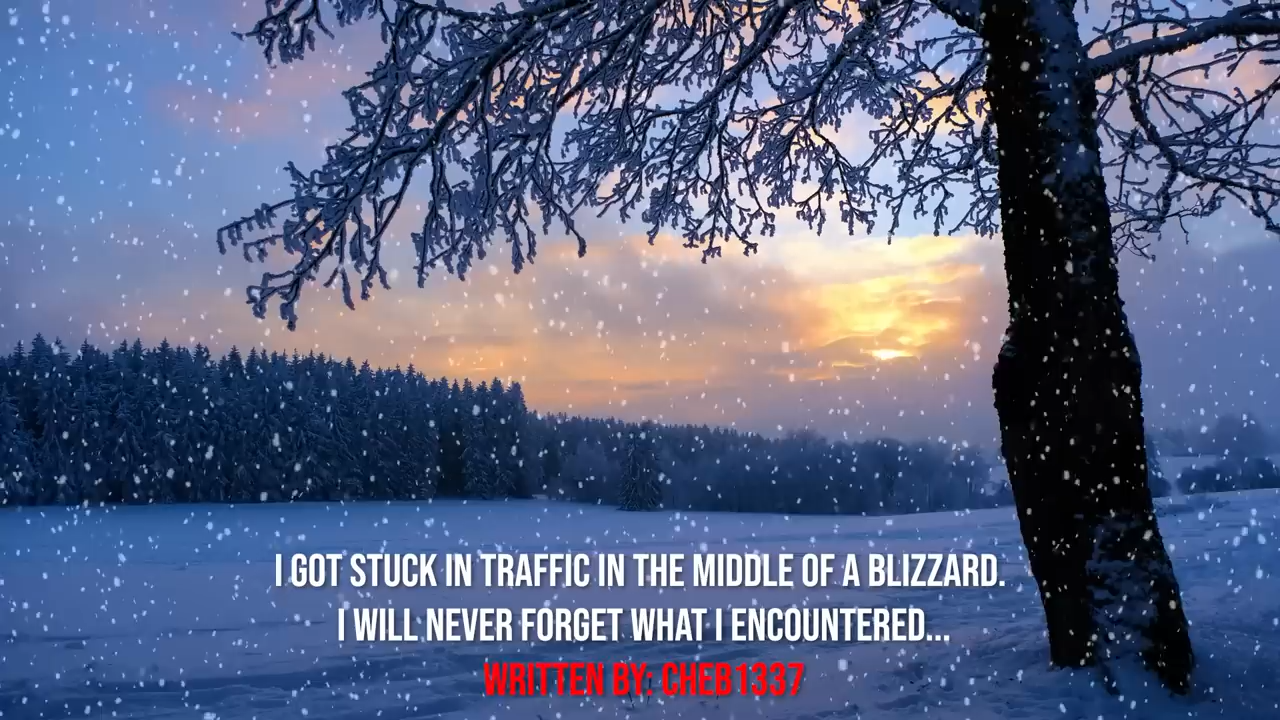 I GOT STUCK IN TRAFFIC IN THE MIDDLE OF A BLIZZARD.
I WILL NEVER FORGET WHAT I ENCOUNTERED...
WRITTEN BY: CHEB1337